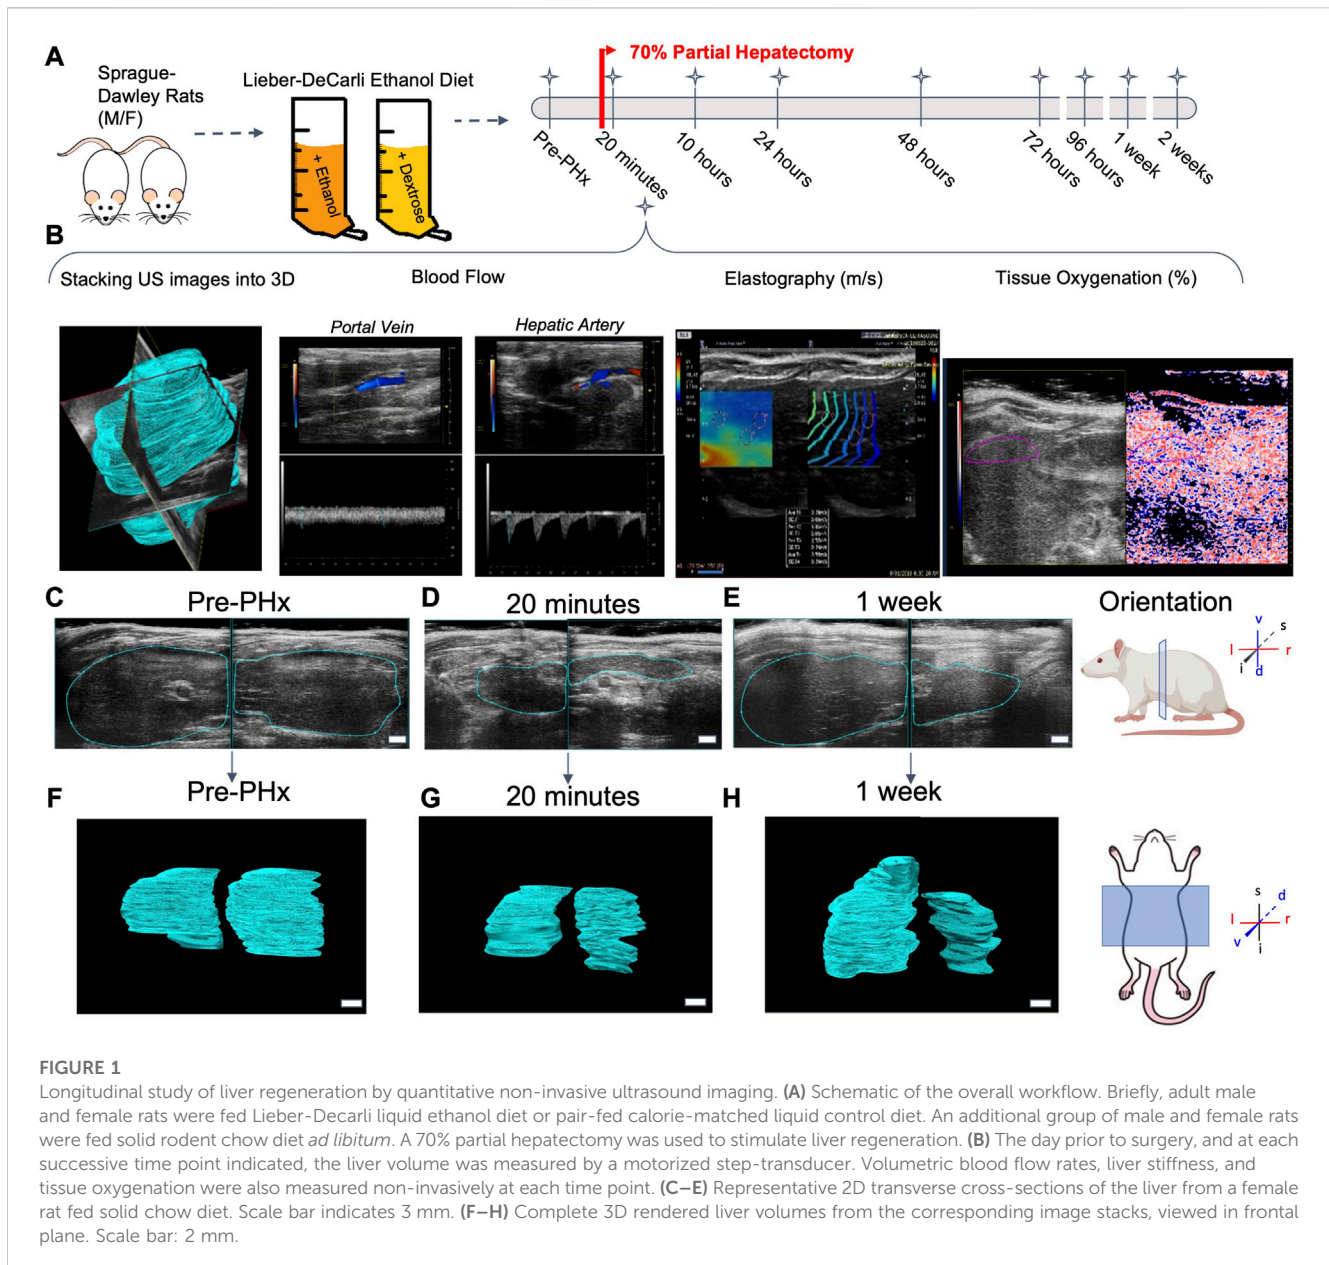 A
Sprague-
Dawley Rats
(M/F)
Lieber-DeCarli Ethanol Diet
+ Ethanol
+ Dextrose
70% Partial Hepatectomy
Pre-PHx
20 minutes
10 hours
24 hours
48 hours
72 hours
96 hours
1 week
2 weeks
B
Stacking US images into 3D
Blood Flow
Elastography (m/s)
Tissue Oxygenation (%)
Portal Vein
Hepatic Artery
C
Pre-PHx
D
20 minutes
E
1 week
Orientation
v
s
l
r
i
d
F
Pre-PHx
G
20 minutes
H
1 week
s
d
l
r
v
i
FIGURE 1
Longitudinal study of liver regeneration by quantitative non-invasive ultrasound imaging. (A) Schematic of the overall workflow. Briefly, adult male
and female rats were fed Lieber-Decarli liquid ethanol diet or pair-fed calorie-matched liquid control diet. An additional group of male and female rats
were fed solid rodent chow diet ad libitum. A 70% partial hepatectomy was used to stimulate liver regeneration. (B) The day prior to surgery, and at each
successive time point indicated, the liver volume was measured by a motorized step-transducer. Volumetric blood flow rates, liver stiffness, and
tissue oxygenation were also measured non-invasively at each time point. (C–E) Representative 2D transverse cross-sections of the liver from a female
rat fed solid chow diet. Scale bar indicates 3 mm. (F–H) Complete 3D rendered liver volumes from the corresponding image stacks, viewed in frontal
plane. Scale bar: 2 mm.